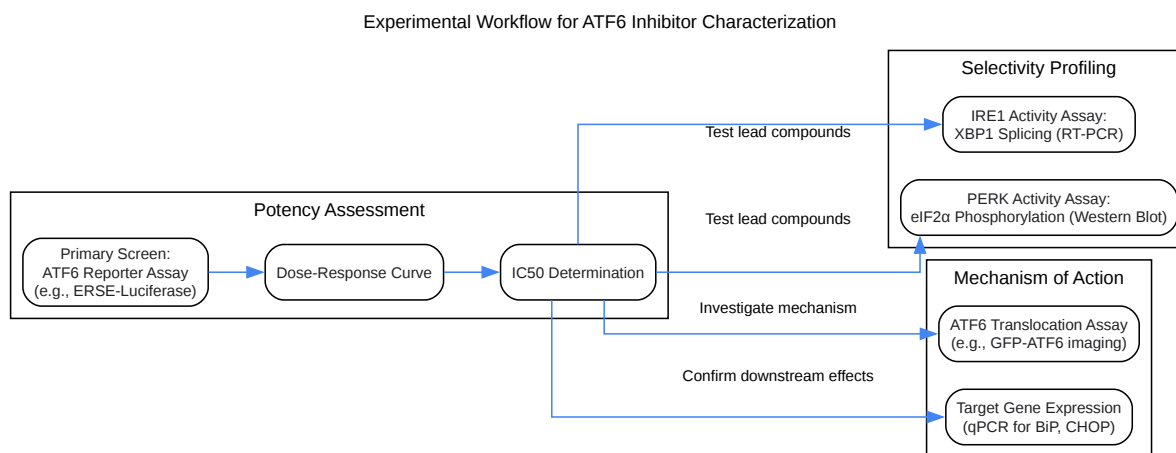 Experimental Workflow for ATF6 Inhibitor Characterization
Selectivity Profiling
IRE1 Activity Assay:
XBP1 Splicing (RT-PCR)
Test lead compounds
PERK Activity Assay:
eIF2α Phosphorylation (Western Blot)
Test lead compounds
Potency Assessment
Primary Screen:
ATF6 Reporter Assay
(e.g., ERSE-Luciferase)
Dose-Response Curve
IC50 Determination
Mechanism of Action
Investigate mechanism
ATF6 Translocation Assay
(e.g., GFP-ATF6 imaging)
Confirm downstream effects
Target Gene Expression
(qPCR for BiP, CHOP)